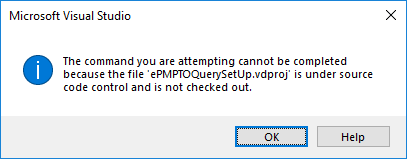 Microsoft Visual Studio
The command you are attempting cannot be completed
because the file 'ePMPTOQuerySetUp.vdproj' is under source
code control and is not checked out.
OK
Help